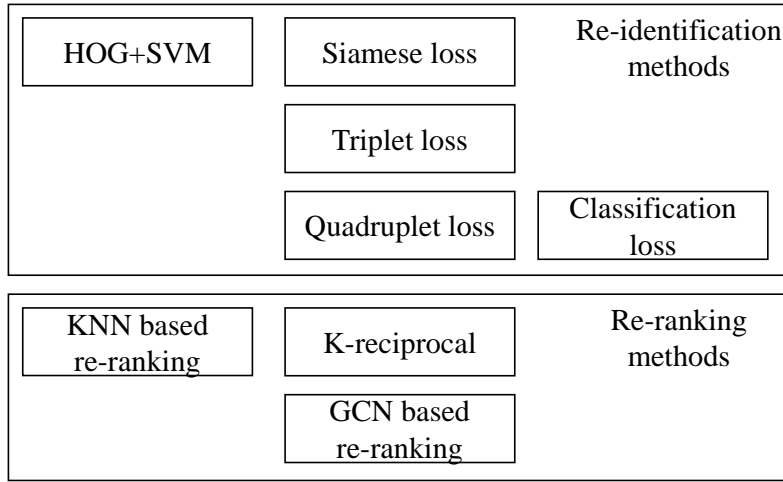 HOG+SVM
Siamese loss
Re-identification
methods
Triplet loss
Quadruplet loss
Classification
loss
KNN based
re-ranking
K-reciprocal
Re-ranking
methods
GCN based
re-ranking